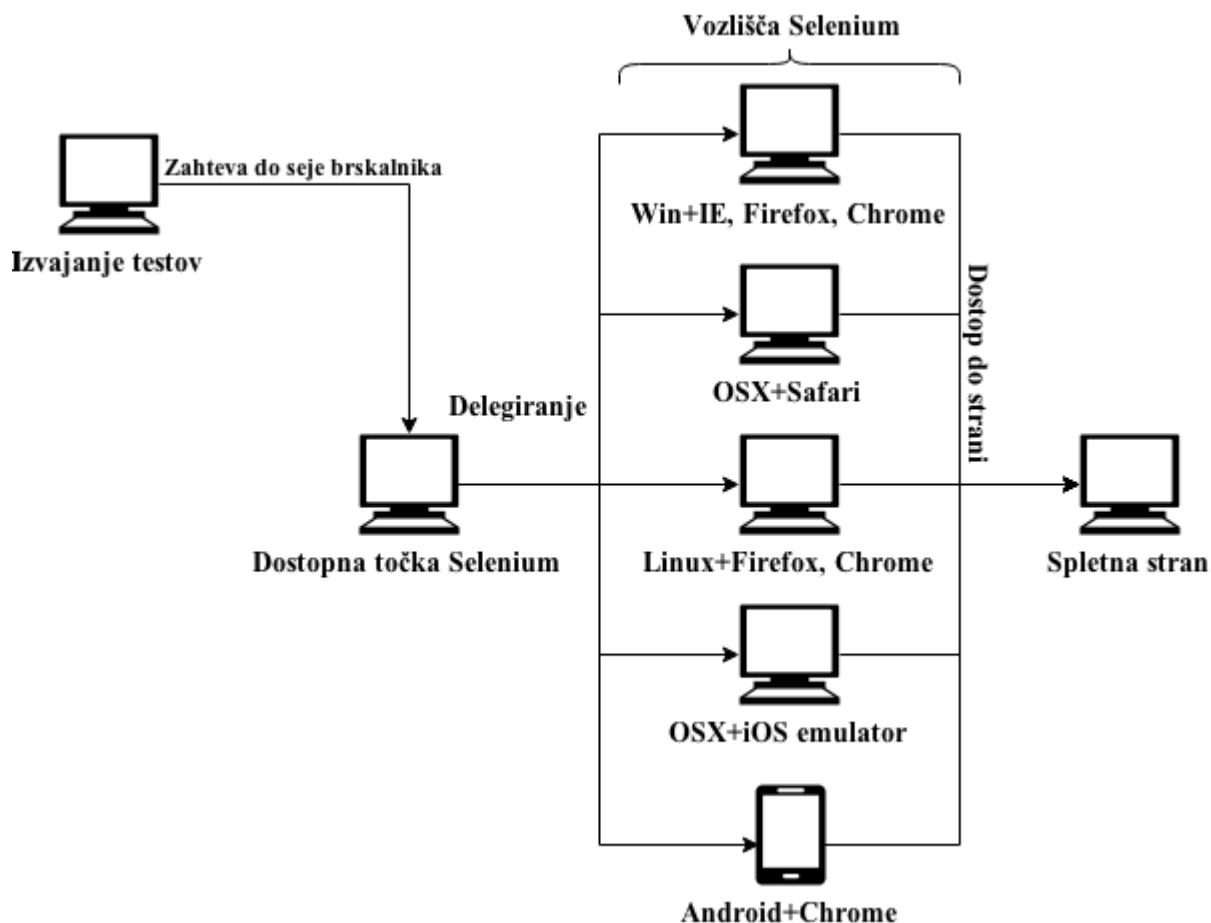 Vozlišča Selenium
Zahteva do seje brskalnika
Izvajanje testov
Win+IE, Firefox, Chrome
Dostop do strani
OSX+Safari
Delegiranje
Dostopna točka Selenium
Linux+Firefox, Chrome
Spletna stran
OSX+iOS emulator
Android+Chrome